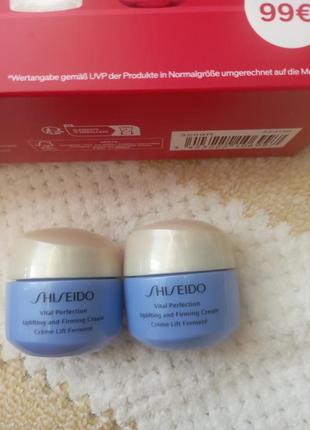 99€
*Wertangabe gemäß UVP der Produkte in Normalgröße umgerechnet auf die
SHISEIDO
Vital Perfection
Uplifting and Firming Cream
Crème Lift Fermeté
SHISEIDO
Vital Perfection
Uplifting and Firming Cream
Crème Lift Fermeté